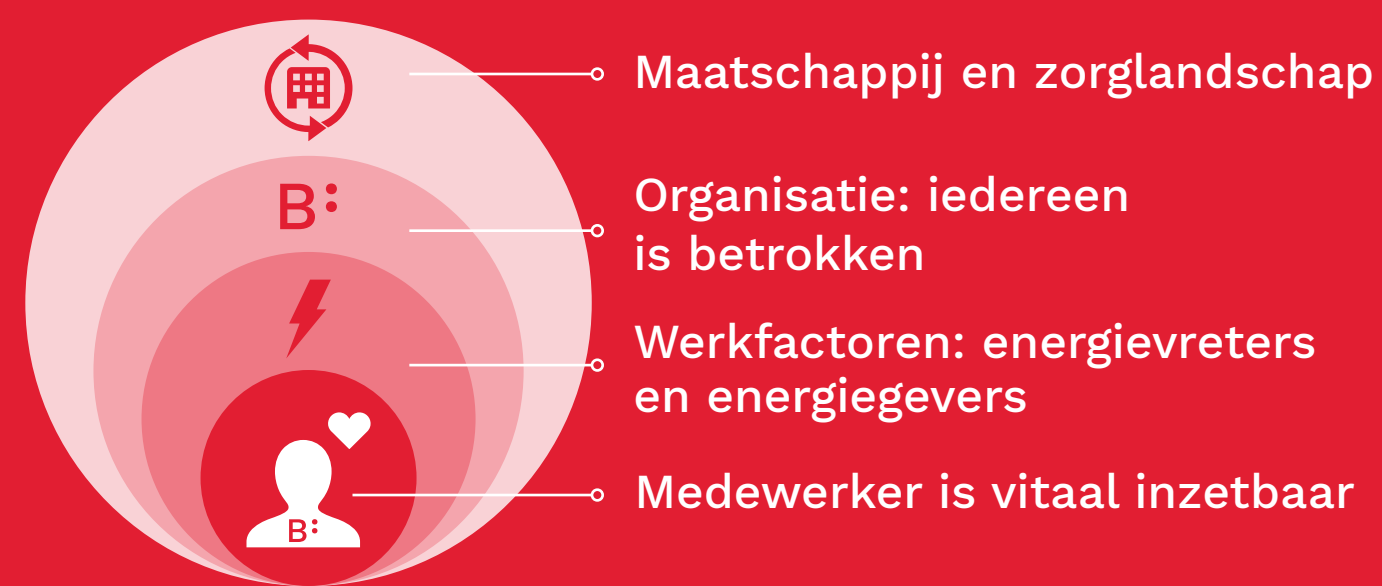 Maatschappij en zorglandschap
B:
Organisatie: iedereen
is betrokken
Werkfactoren: energievreters
en energiegevers
Medewerker is vitaal inzetbaar
B: